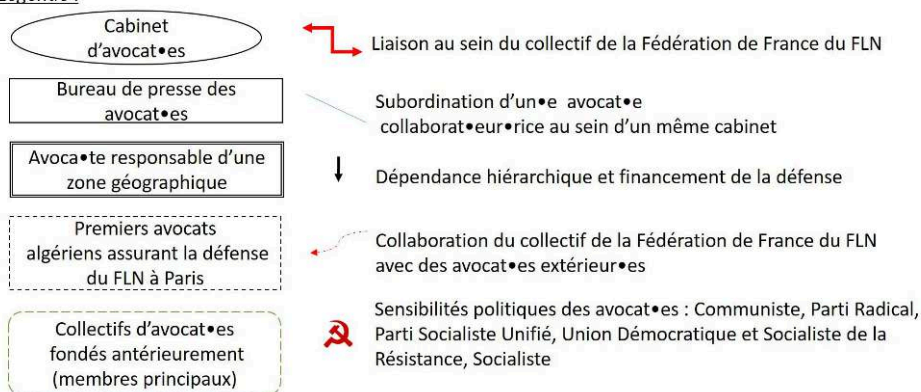 Légende :
Cabinet
d'avocat•es
Liaison au sein du collectif de la Fédération de France du FLN
Bureau de presse des
avocat•es
Subordination d'un•e avocat•e
collaborat•eur•rice au sein d'un même cabinet
Avoca•te responsable d'une
zone géographique
Dépendance hiérarchique et financement de la défense
Premiers avocats
algériens assurant la défense
du FLN à Paris
Collaboration du collectif de la Fédération de France du FLN
avec des avocat•es extérieur•es
Collectifs d'avocat•es
fondés antérieurement
(membres principaux)
Sensibilités politiques des avocat•es : Communiste, Parti Radical,
Parti Socialiste Unifié, Union Démocratique et Socialiste de la
Résistance, Socialiste